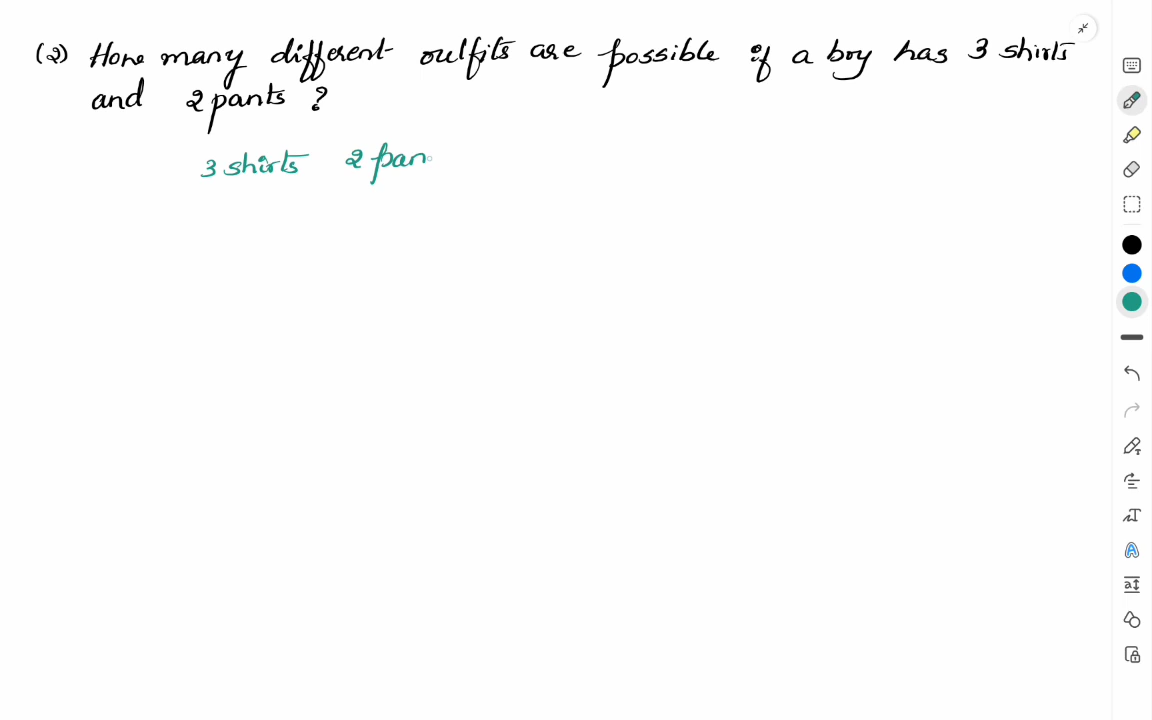 (2) How many different outfits are possible if a boy has 3 shirts
and 2 pants ?
3 shirts 2 pan